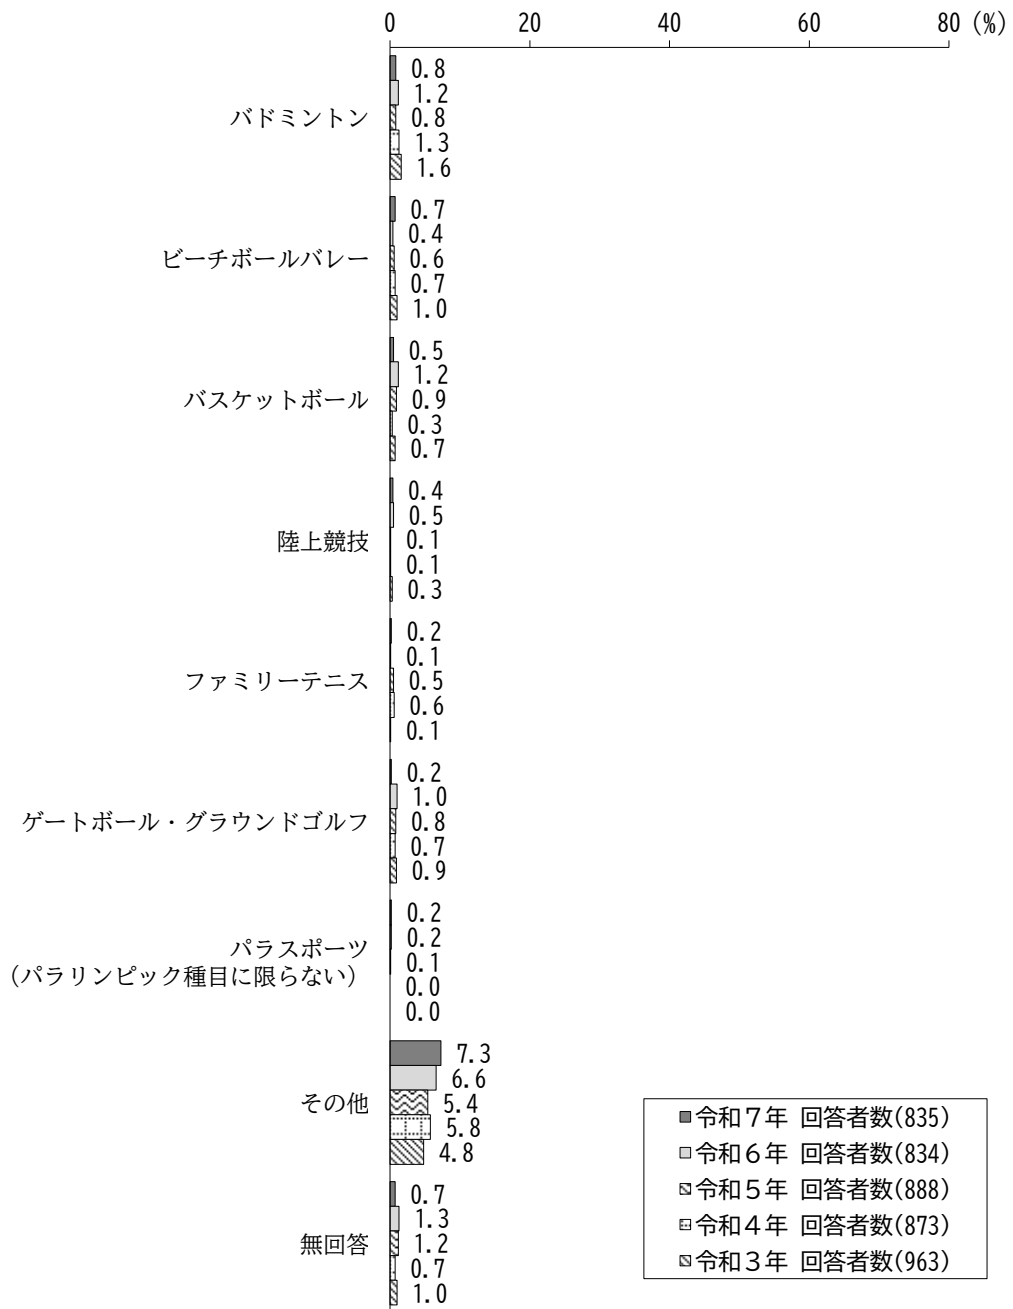 0 20 40 60 80 (%)
バドミントン
0.8
1.2
0.8
1.3
1.6
ビーチボールバレー
0.7
0.4
0.6
0.7
1.0
バスケットボール
0.5
1.2
0.9
0.3
0.7
陸上競技
0.4
0.5
0.1
0.1
0.3
ファミリーテニス
0.2
0.1
0.5
0.6
0.1
ゲートボール・グラウンドゴルフ
0.2
1.0
0.8
0.7
0.9
パラスポーツ
（パラリンピック種目に限らない）
0.2
0.2
0.1
0.0
0.0
その他
7.3
6.6
5.4
5.8
4.8
無回答
0.7
1.3
1.2
0.7
1.0
令和７年 回答者数(835)
令和６年 回答者数(834)
令和５年 回答者数(888)
令和４年 回答者数(873)
令和３年 回答者数(963)